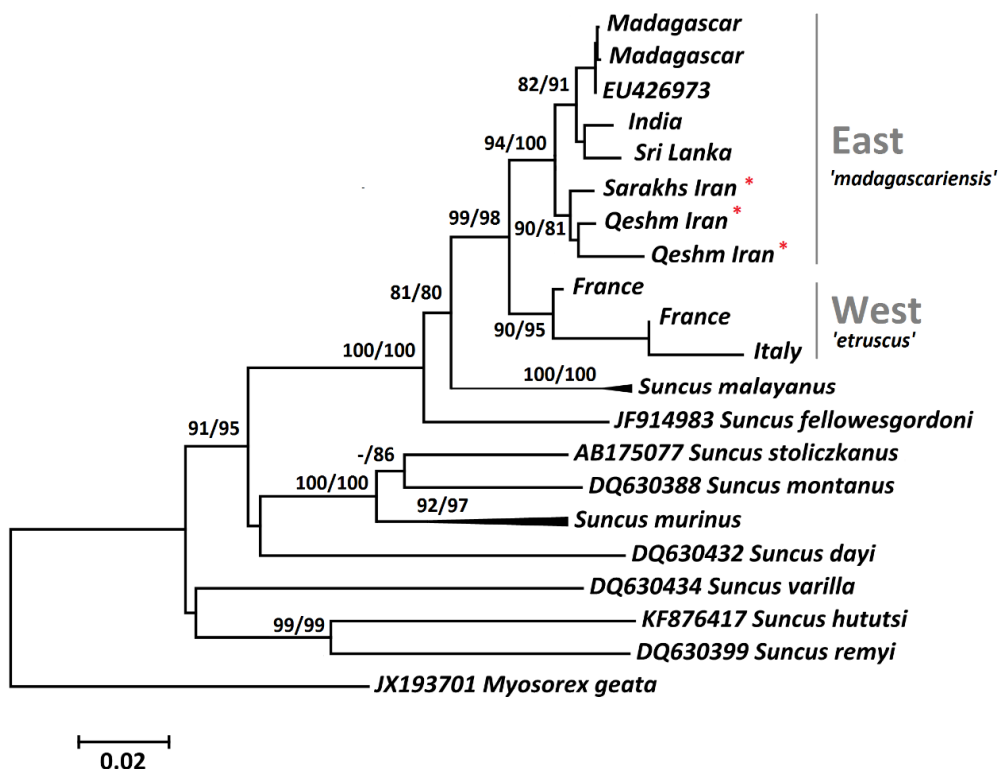 Madagascar
Madagascar
82/91
EU426973
India
East
94/100
Sri Lanka
'madagascariensis'
Sarakhs Iran *
99/98
90/81
Qeshm Iran *
Qeshm Iran *
81/80
France
West
90/95
France
'etruscus'
100/100
Italy
100/100
Suncus malayanus
91/95
JF914983 Suncus fellowesgordoni
-/86
AB175077 Suncus stoliczkanus
100/100
DQ630388 Suncus montanus
92/97
Suncus murinus
DQ630432 Suncus dayi
DQ630434 Suncus varilla
99/99
KF876417 Suncus hututsi
DQ630399 Suncus remyi
JX193701 Myosorex geata
0.02